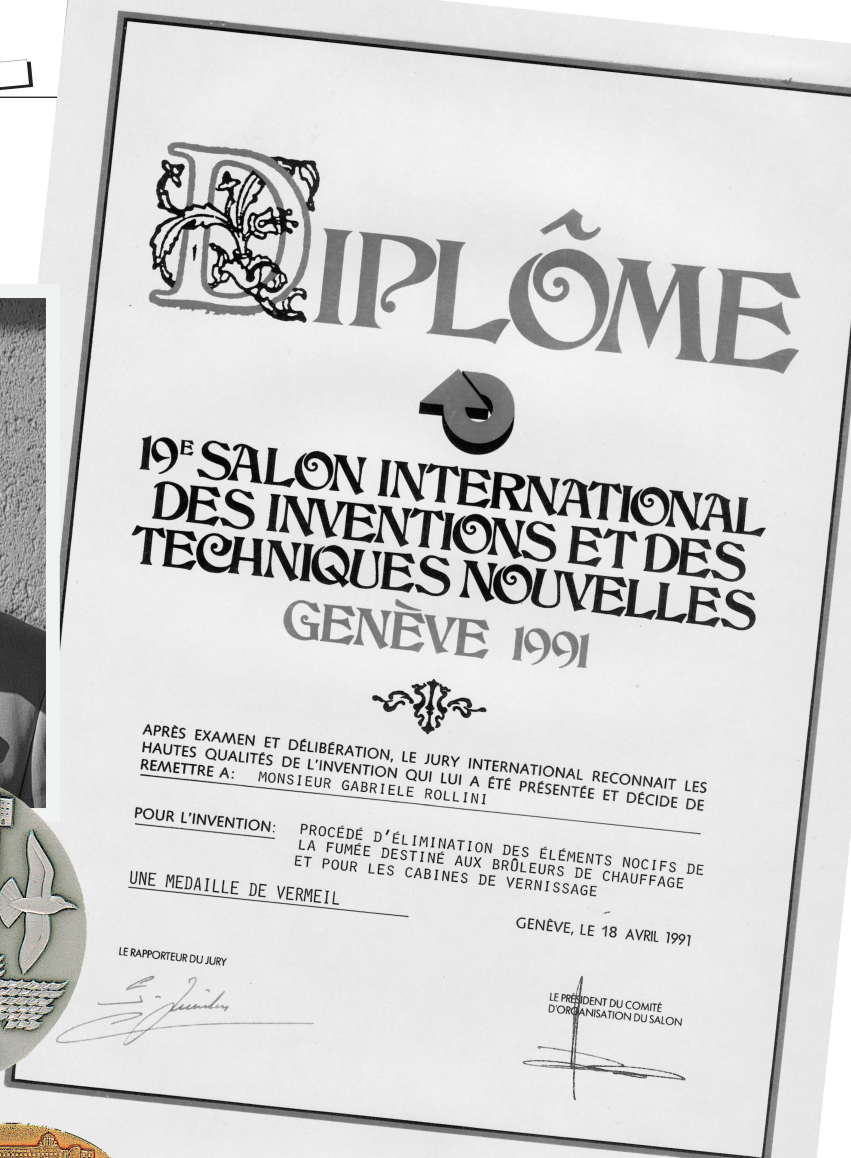 DIPLÔME
19E SALON INTERNATIONAL
DES INVENTIONS ET DES
TECHNIQUES NOUVELLES
GENÈVE 1991
APRÈS EXAMEN ET DÉLIBÉRATION, LE JURY INTERNATIONAL RECONNAIT LES
HAUTES QUALITÉS DE L'INVENTION QUI LUI A ÉTÉ PRÉSENTÉE ET DÉCIDE DE
REMETTRE A: MONSIEUR GABRIELE ROLLINI
POUR L'INVENTION: PROCÉDÉ D'ÉLIMINATION DES ÉLÉMENTS NOCIFS DE
LA FUMÉE DESTINÉ AUX BRÛLEURS DE CHAUFFAGE
ET POUR LES CABINES DE VERNISSAGE
UNE MEDAILLE DE VERMEIL
GENÈVE, LE 18 AVRIL 1991
LE RAPPORTEUR DU JURY
LE PRÉSIDENT DU COMITÉ
D'ORGANISATION DU SALON